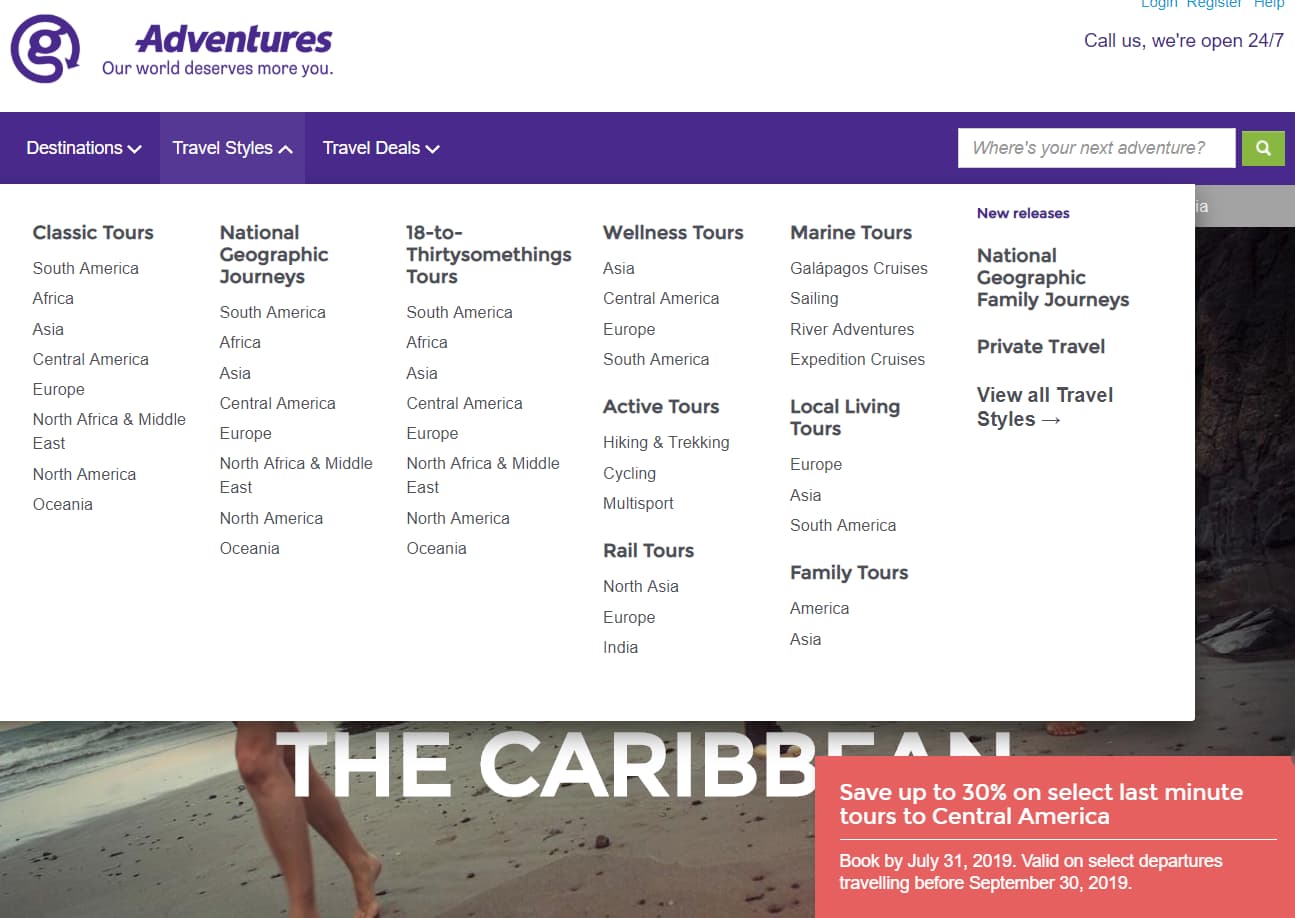 Login Register Help
g Adventures
Our world deserves more you.
Call us, we're open 24/7
Destinations
Travel Styles
Travel Deals
Where's your next adventure?
Classic Tours
South America
Africa
Asia
Central America
Europe
North Africa & Middle
East
North America
Oceania
National
Geographic
Journeys
South America
Africa
Asia
Central America
Europe
North Africa & Middle
East
North America
Oceania
18-to-
Thirtysomethings
Tours
South America
Africa
Asia
Central America
Europe
North Africa & Middle
East
North America
Oceania
Wellness Tours
Asia
Central America
Europe
South America
Active Tours
Hiking & Trekking
Cycling
Multisport
Rail Tours
North Asia
Europe
India
Marine Tours
Galápagos Cruises
Sailing
River Adventures
Expedition Cruises
Local Living
Tours
Europe
Asia
South America
Family Tours
America
Asia
New releases
National
Geographic
Family Journeys
Private Travel
View all Travel
Styles →
ia
THE CARIBBEAN
Save up to 30% on select last minute
tours to Central America
Book by July 31, 2019. Valid on select departures
travelling before September 30, 2019.